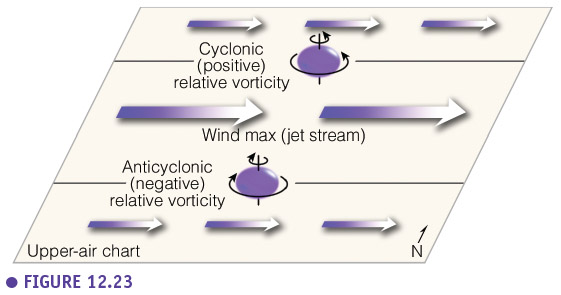 Cyclonic
(positive)
relative vorticity
Wind max (jet stream)
Anticyclonic
(negative)
relative vorticity
Upper-air chart
N
● FIGURE 12.23